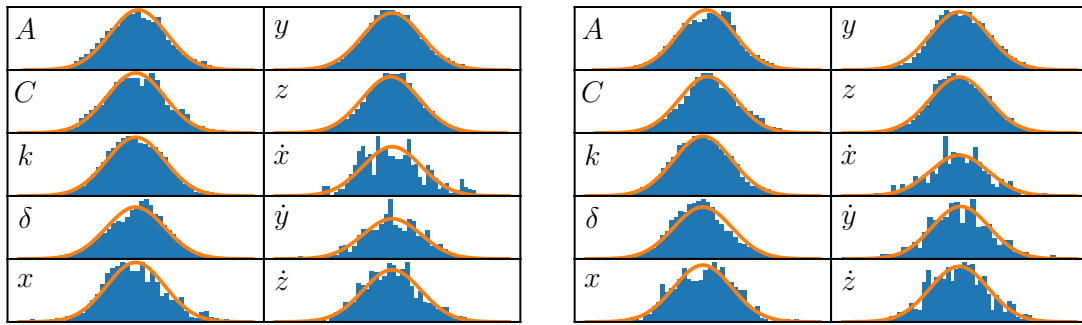 A y A y
C z C z
k ẋ k ẋ
δ ẏ δ ẏ
x ż x ż